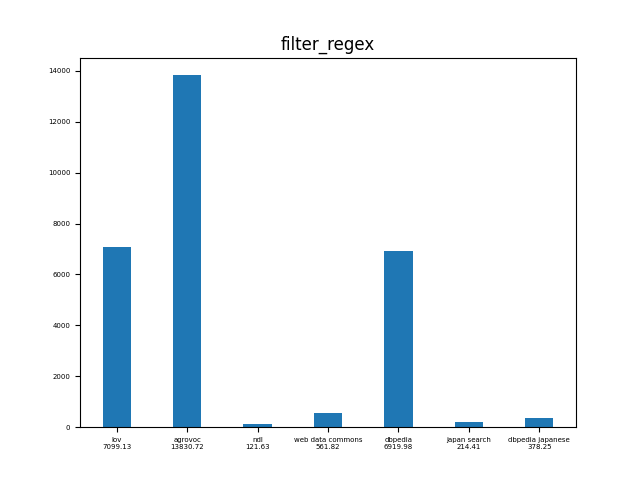 filter_regex
14000
12000
10000
8000
6000
4000
2000
0
lov agrovoc ndl web data commons dbpedia japan search dbpedia japanese
7099.13 13830.72 121.63 561.82 6919.98 214.41 378.25